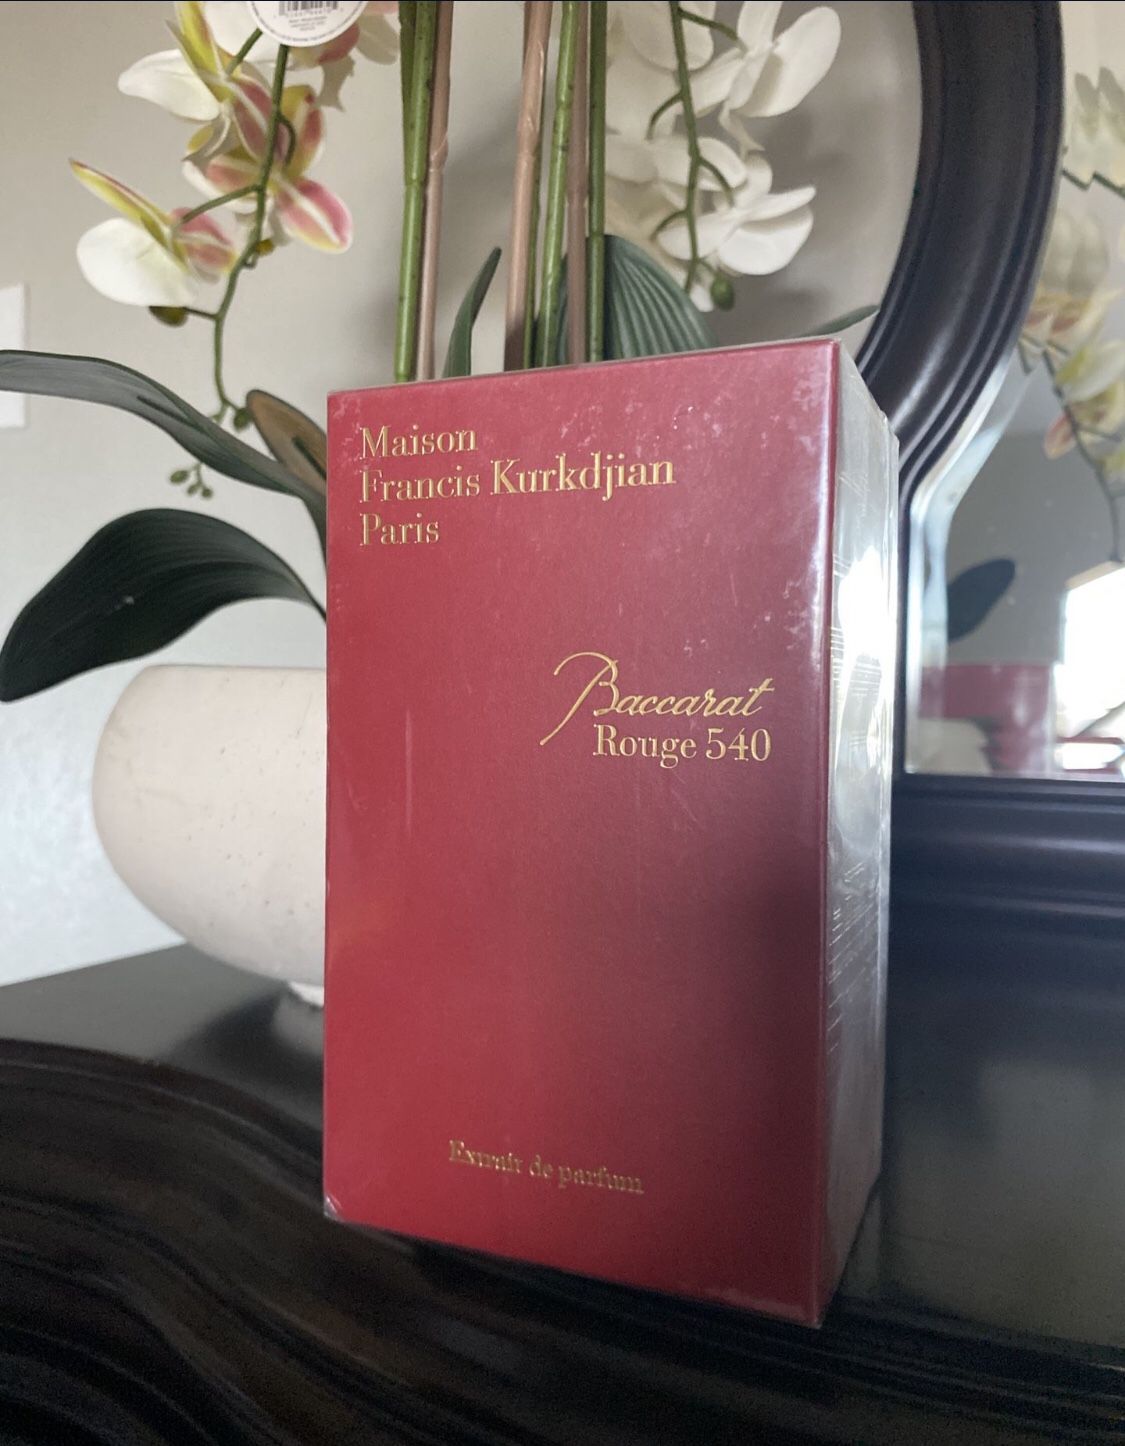 Maison
Francis Kurkdjian
Paris
Baccarat
Rouge 540
Extrait de parfum